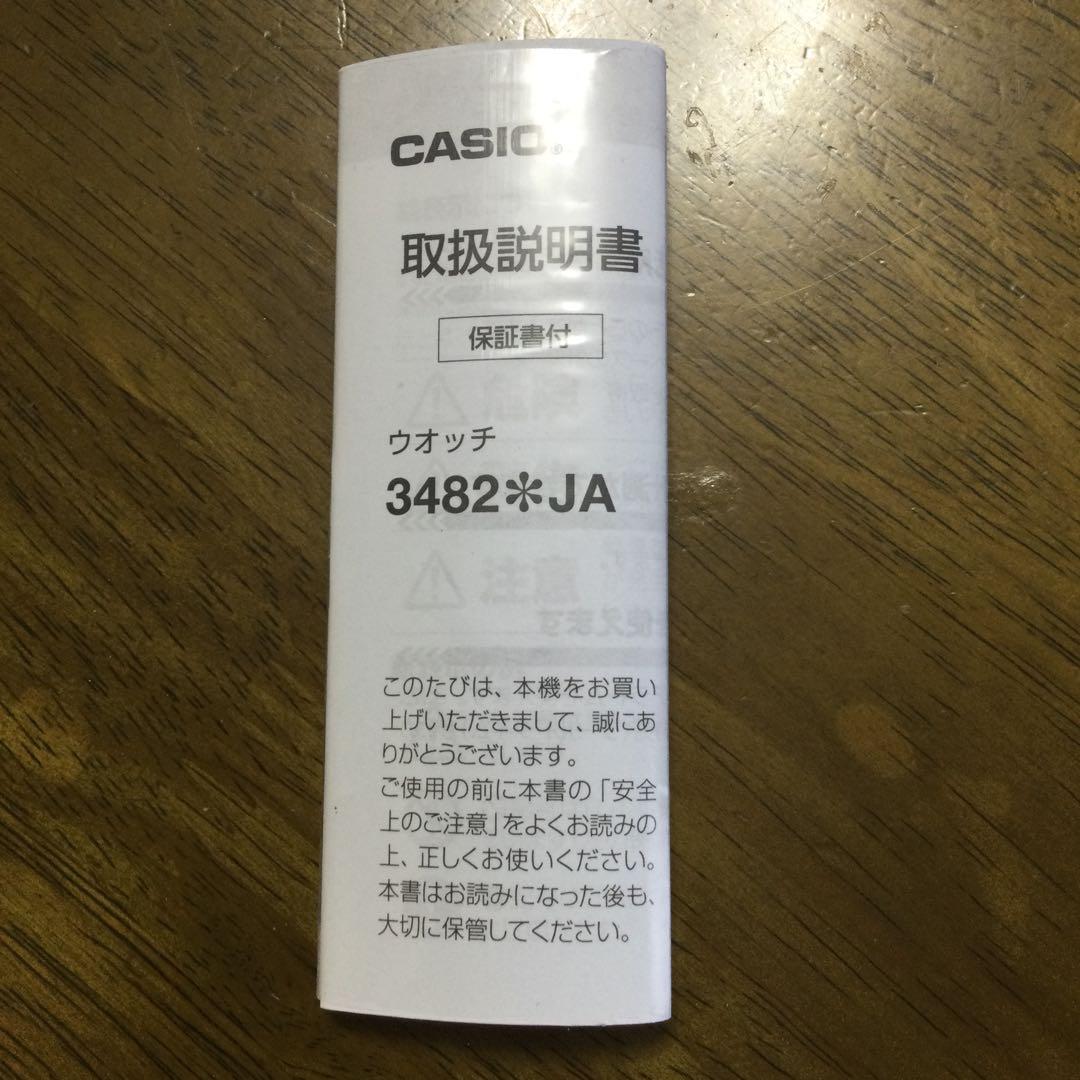 CASIO®
取扱説明書
保証書付
ウオッチ
3482✻JA
このたびは、本機をお買い
上げいただきまして、誠にあ
りがとうございます。
ご使用の前に本書の「安全
上のご注意」をよくお読みの
上、正しくお使いください。
本書はお読みになった後も、
大切に保管してください。